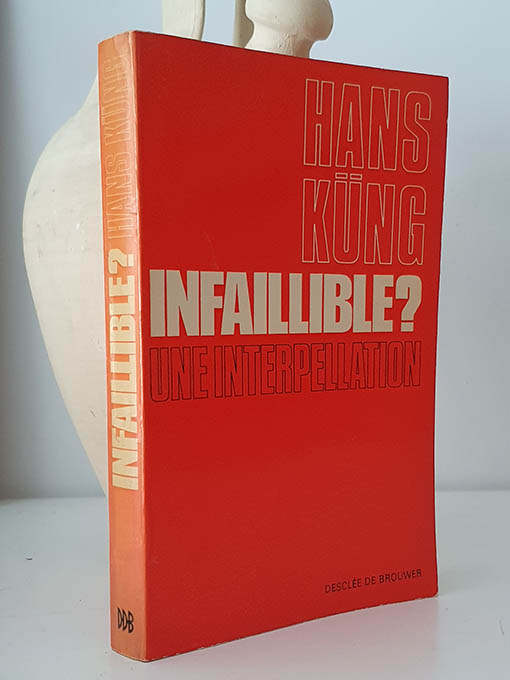 HANS
KÜNG
INFAILLIBLE?
UNE INTERPELLATION
DESCLÉE DE BROUWER
INFAILLIBLE? HANS KÜNG
DDB